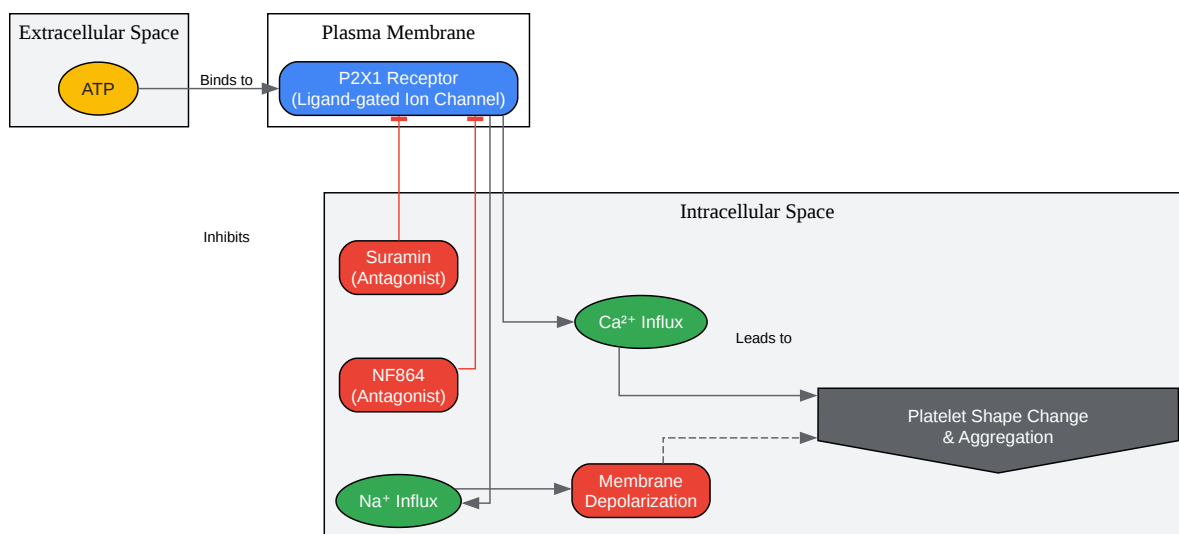 Extracellular Space
Plasma Membrane
ATP
Binds to
P2X1 Receptor
(Ligand-gated Ion Channel)
Intracellular Space
Inhibits
Suramin
(Antagonist)
Ca²⁺ Influx
Leads to
NF864
(Antagonist)
Platelet Shape Change
& Aggregation
Na⁺ Influx
Membrane
Depolarization